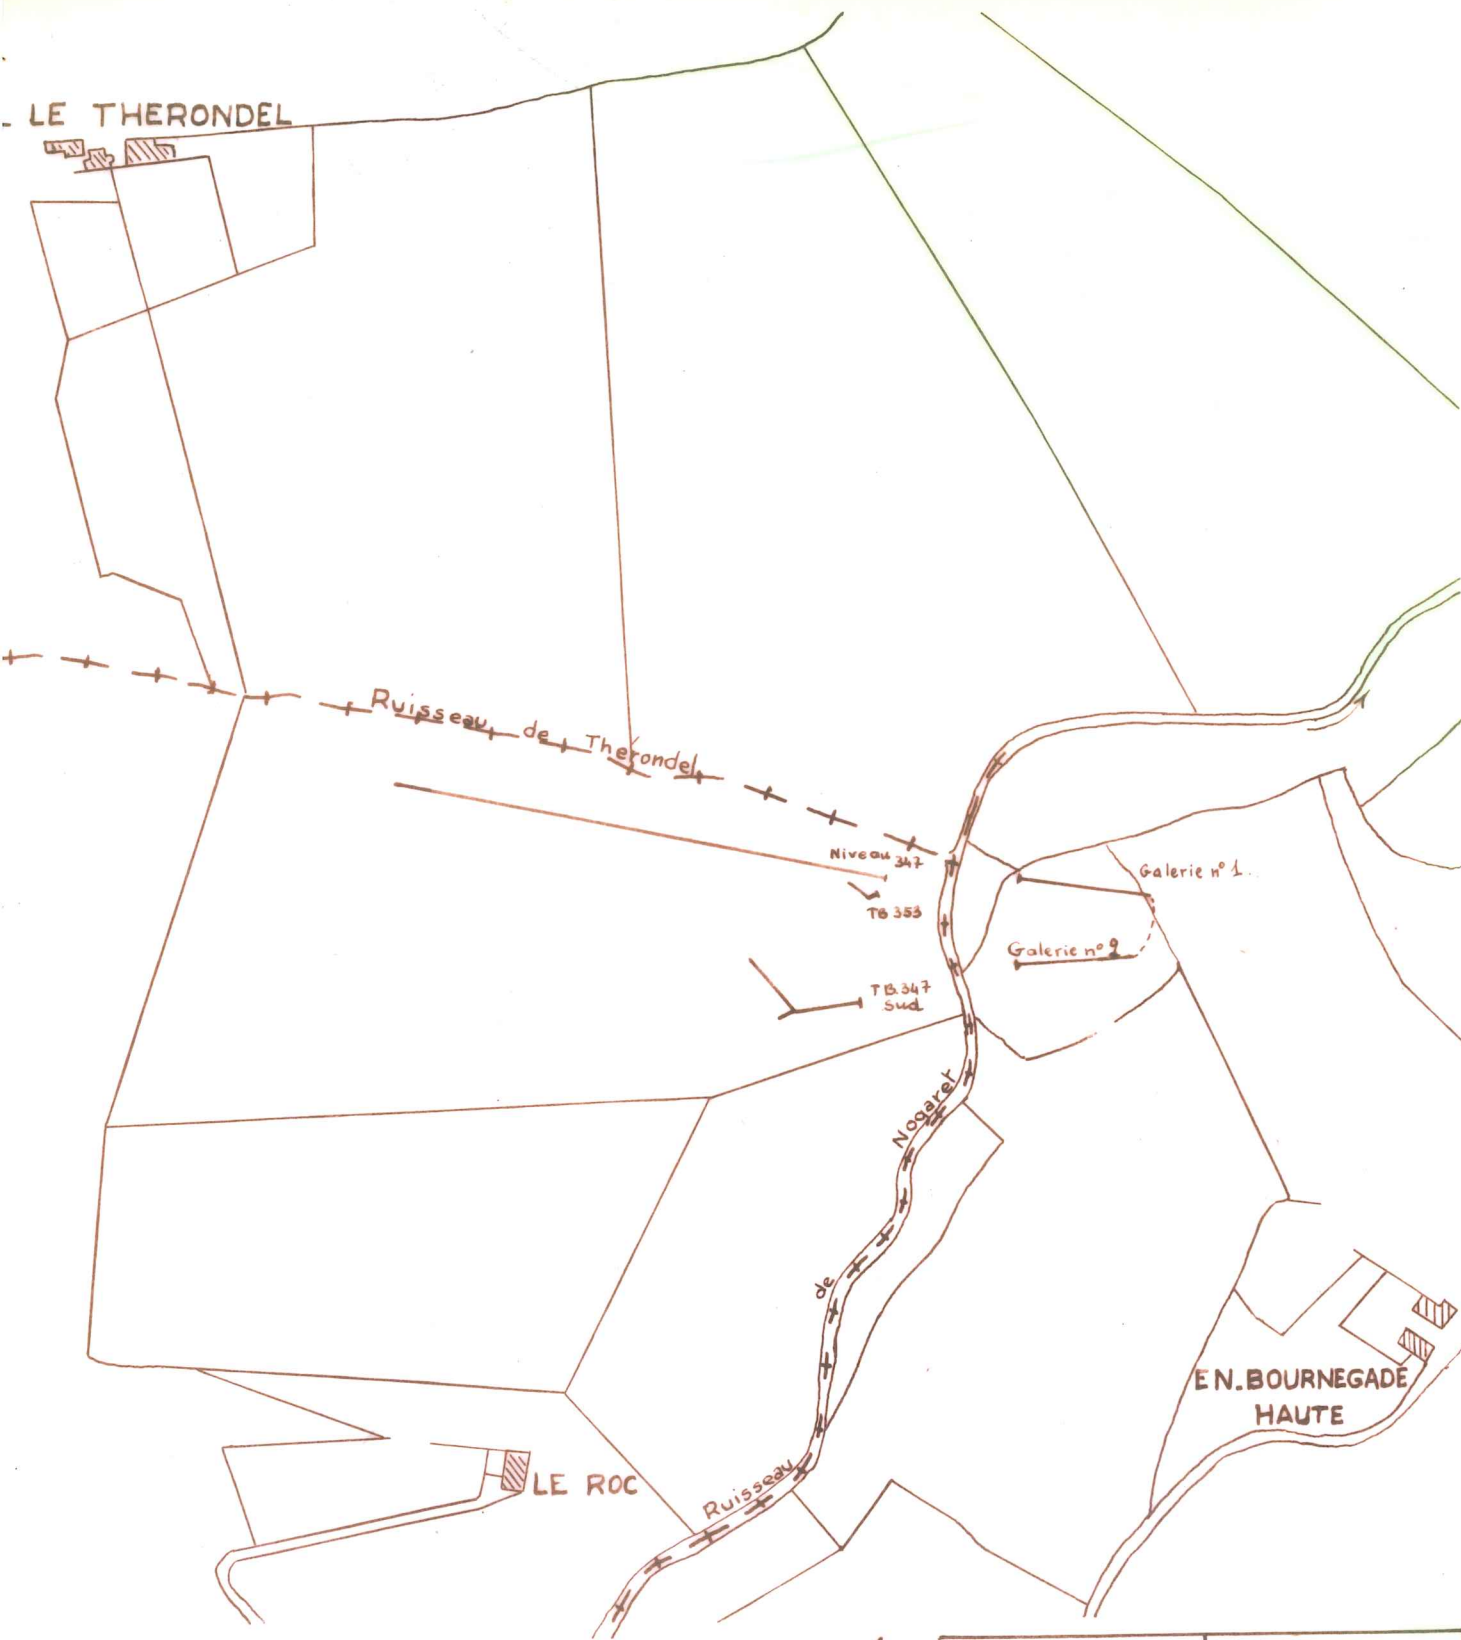 LE THERONDEL
Ruisseau de Thérondel
Niveau 347
TB 353
Galerie n° 1.
Galerie n° 2
TB.347
Sud
Ruisseau de Nogaret
EN.BOURNEGADE
HAUTE
LE ROC